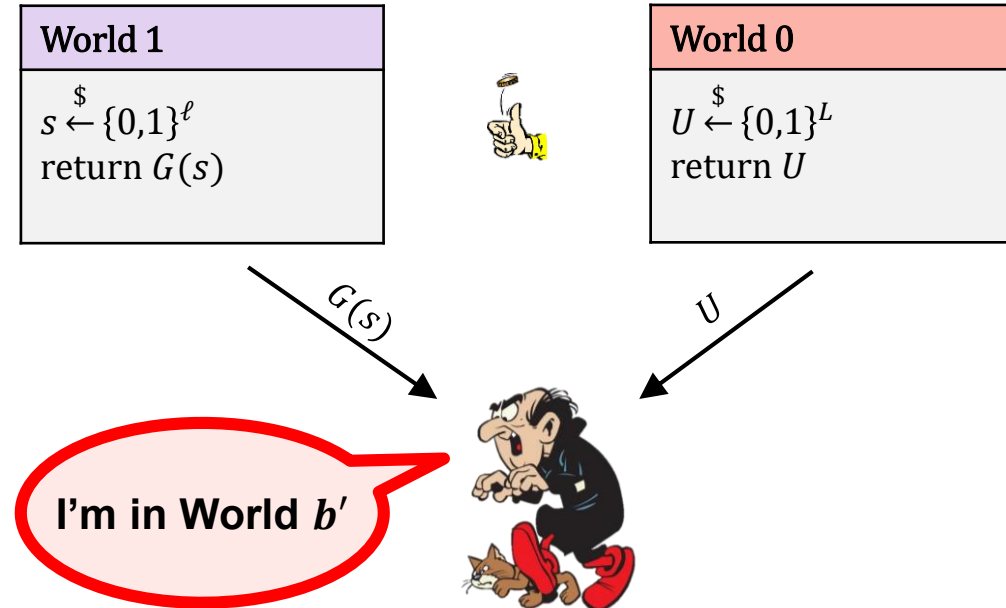 World 1
s $← {0,1}^ℓ
return G(s)
World 0
U $← {0,1}^L
return U
G(s)
U
I'm in World b′